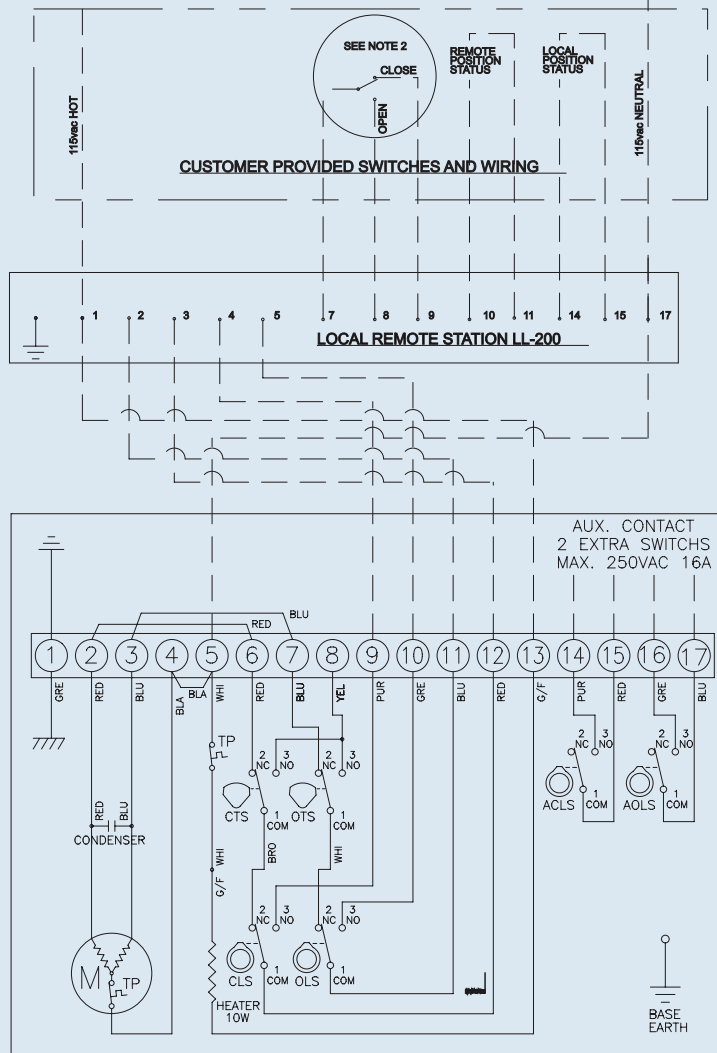 SEE NOTE 2
CLOSE
OPEN
REMOTE
POSITION
STATUS
LOCAL
POSITION
STATUS
115vac HOT
115vac NEUTRAL
CUSTOMER PROVIDED SWITCHES AND WIRING
1 2 3 4 5 7 8 9 10 11 14 15 17
LOCAL REMOTE STATION LL-200
AUX. CONTACT
2 EXTRA SWITCHS
MAX. 250VAC 16A
BLU
RED
1 2 3 4 5 6 7 8 9 10 11 12 13 14 15 16 17
GRE RED BLU BLA BLA WHI RED BLU YEL PUR GRE BLU RED G/F PUR RED GRE BLU
TP
2 NC 3 NO 2 NC 3 NO
CTS 1 COM OTS 1 COM
2 NC 3 NO 2 NC 3 NO
ACLS 1 COM AOLS 1 COM
RED BLU
CONDENSER
WHI
G/F
BRO WHI
2 NC 3 NO 2 NC 3 NO
CLS 1 COM OLS 1 COM
M TP
HEATER
10W
BASE
EARTH